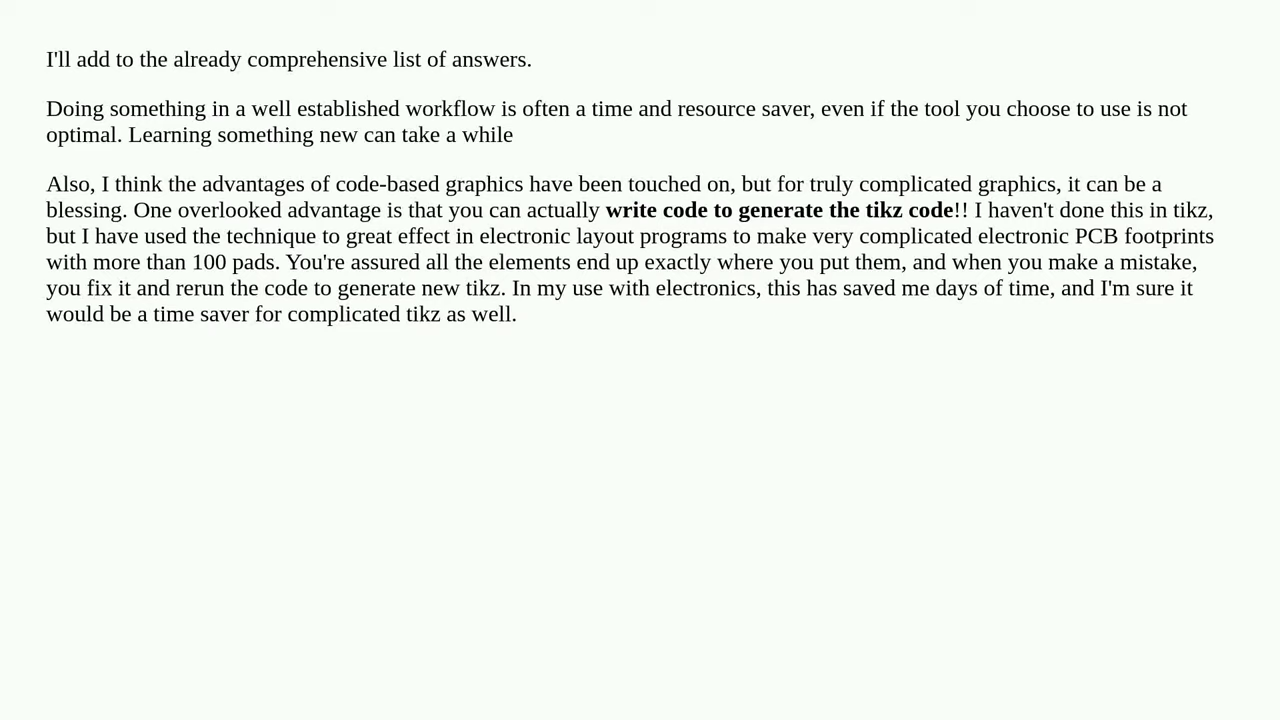 I'll add to the already comprehensive list of answers.
Doing something in a well established workflow is often a time and resource saver, even if the tool you choose to use is not
optimal. Learning something new can take a while
Also, I think the advantages of code-based graphics have been touched on, but for truly complicated graphics, it can be a
blessing. One overlooked advantage is that you can actually write code to generate the tikz code!! I haven't done this in tikz,
but I have used the technique to great effect in electronic layout programs to make very complicated electronic PCB footprints
with more than 100 pads. You're assured all the elements end up exactly where you put them, and when you make a mistake,
you fix it and rerun the code to generate new tikz. In my use with electronics, this has saved me days of time, and I'm sure it
would be a time saver for complicated tikz as well.